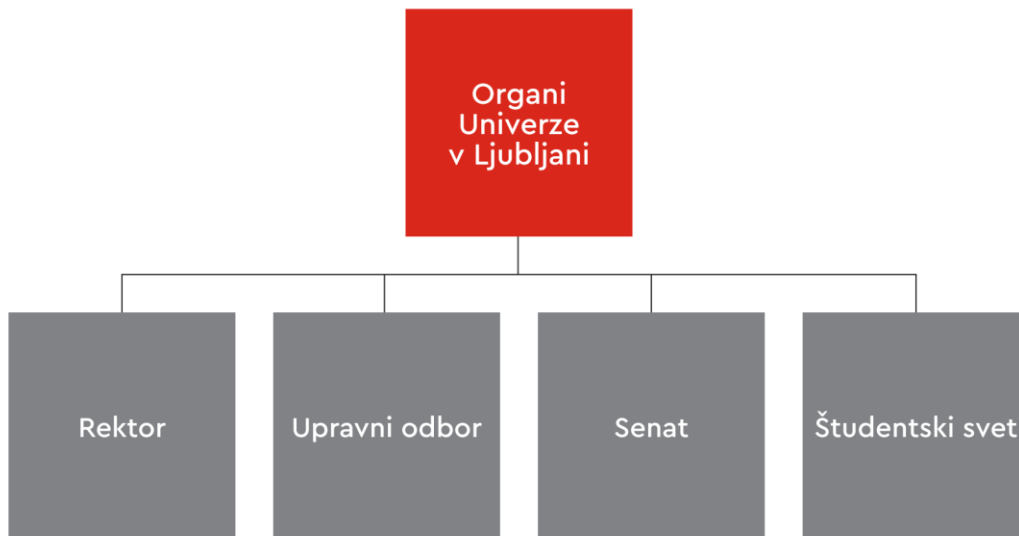 Organi
Univerze
v Ljubljani
Rektor
Upravni odbor
Senat
Študentski svet